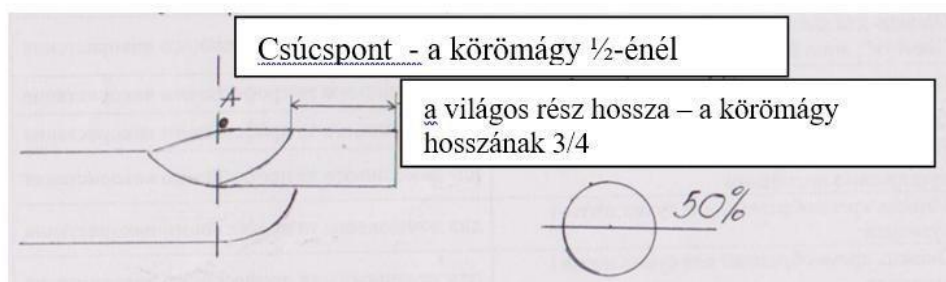 Csúcspont - a körömágy ½-énél
A
a világos rész hossza – a körömágy
hosszának 3/4
50%